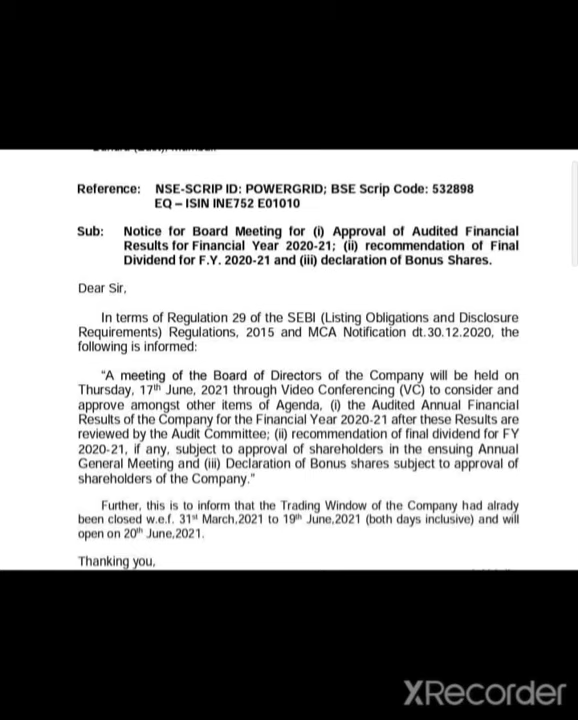 Reference: NSE-SCRIP ID: POWERGRID; BSE Scrip Code: 532898
EQ – ISIN INE752 E01010
Sub: Notice for Board Meeting for (i) Approval of Audited Financial
Results for Financial Year 2020-21; (ii) recommendation of Final
Dividend for F.Y. 2020-21 and (iii) declaration of Bonus Shares.
Dear Sir,
In terms of Regulation 29 of the SEBI (Listing Obligations and Disclosure
Requirements) Regulations, 2015 and MCA Notification dt.30.12.2020, the
following is informed:
“A meeting of the Board of Directors of the Company will be held on
Thursday, 17th June, 2021 through Video Conferencing (VC) to consider and
approve amongst other items of Agenda, (i) the Audited Annual Financial
Results of the Company for the Financial Year 2020-21 after these Results are
reviewed by the Audit Committee; (ii) recommendation of final dividend for FY
2020-21, if any, subject to approval of shareholders in the ensuing Annual
General Meeting and (iii) Declaration of Bonus shares subject to approval of
shareholders of the Company.”
Further, this is to inform that the Trading Window of the Company had alrady
been closed w.e.f. 31st March,2021 to 19th June,2021 (both days inclusive) and will
open on 20th June,2021.
Thanking you,
XRecorder